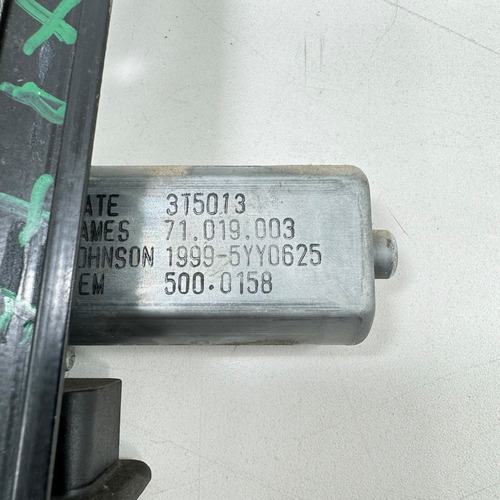 ATE 3T5013
AMES 71.019.003
OHNSON 1999-5YY0625
EM 500.0158